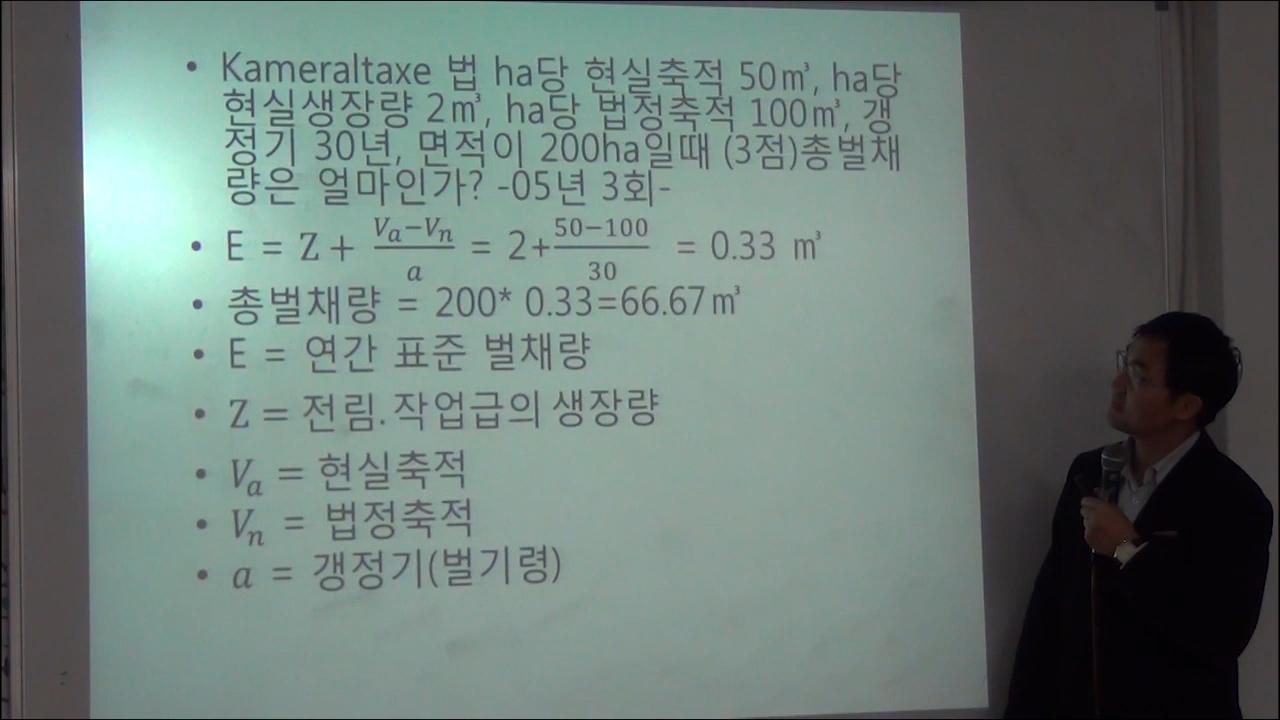 • Kameraltaxe 법 ha당 현실축적 50㎥, ha당
현실생장량 2㎥, ha당 법정축적 100㎥, 갱
정기 30년, 면적이 200ha일때 (3점)총벌채
량은 얼마인가? -05년 3회-
• E = Z + (Va−Vn)/a = 2+(50−100)/30 = 0.33 ㎥
• 총벌채량 = 200* 0.33=66.67㎥
• E = 연간 표준 벌채량
• Z = 전림.작업급의 생장량
• Va = 현실축적
• Vn = 법정축적
• a = 갱정기(벌기령)